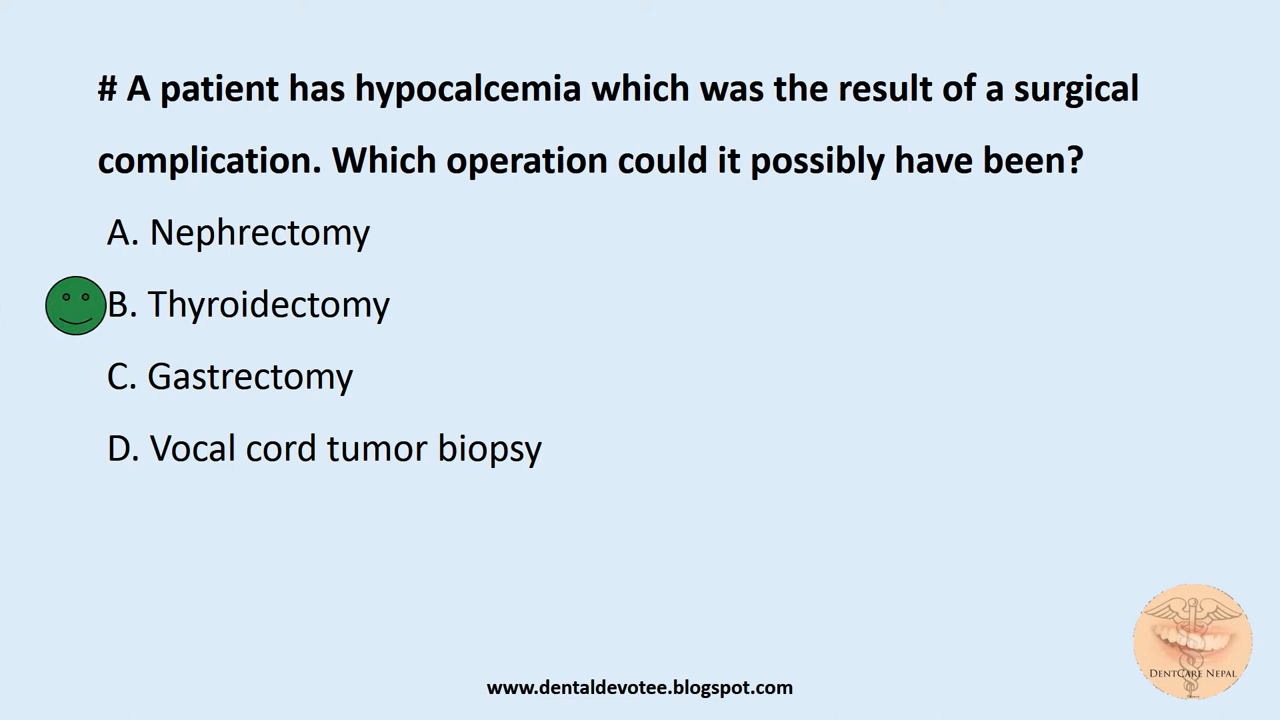 # A patient has hypocalcemia which was the result of a surgical
complication. Which operation could it possibly have been?
A. Nephrectomy
B. Thyroidectomy
C. Gastrectomy
D. Vocal cord tumor biopsy
DentCare Nepal
www.dentaldevotee.blogspot.com